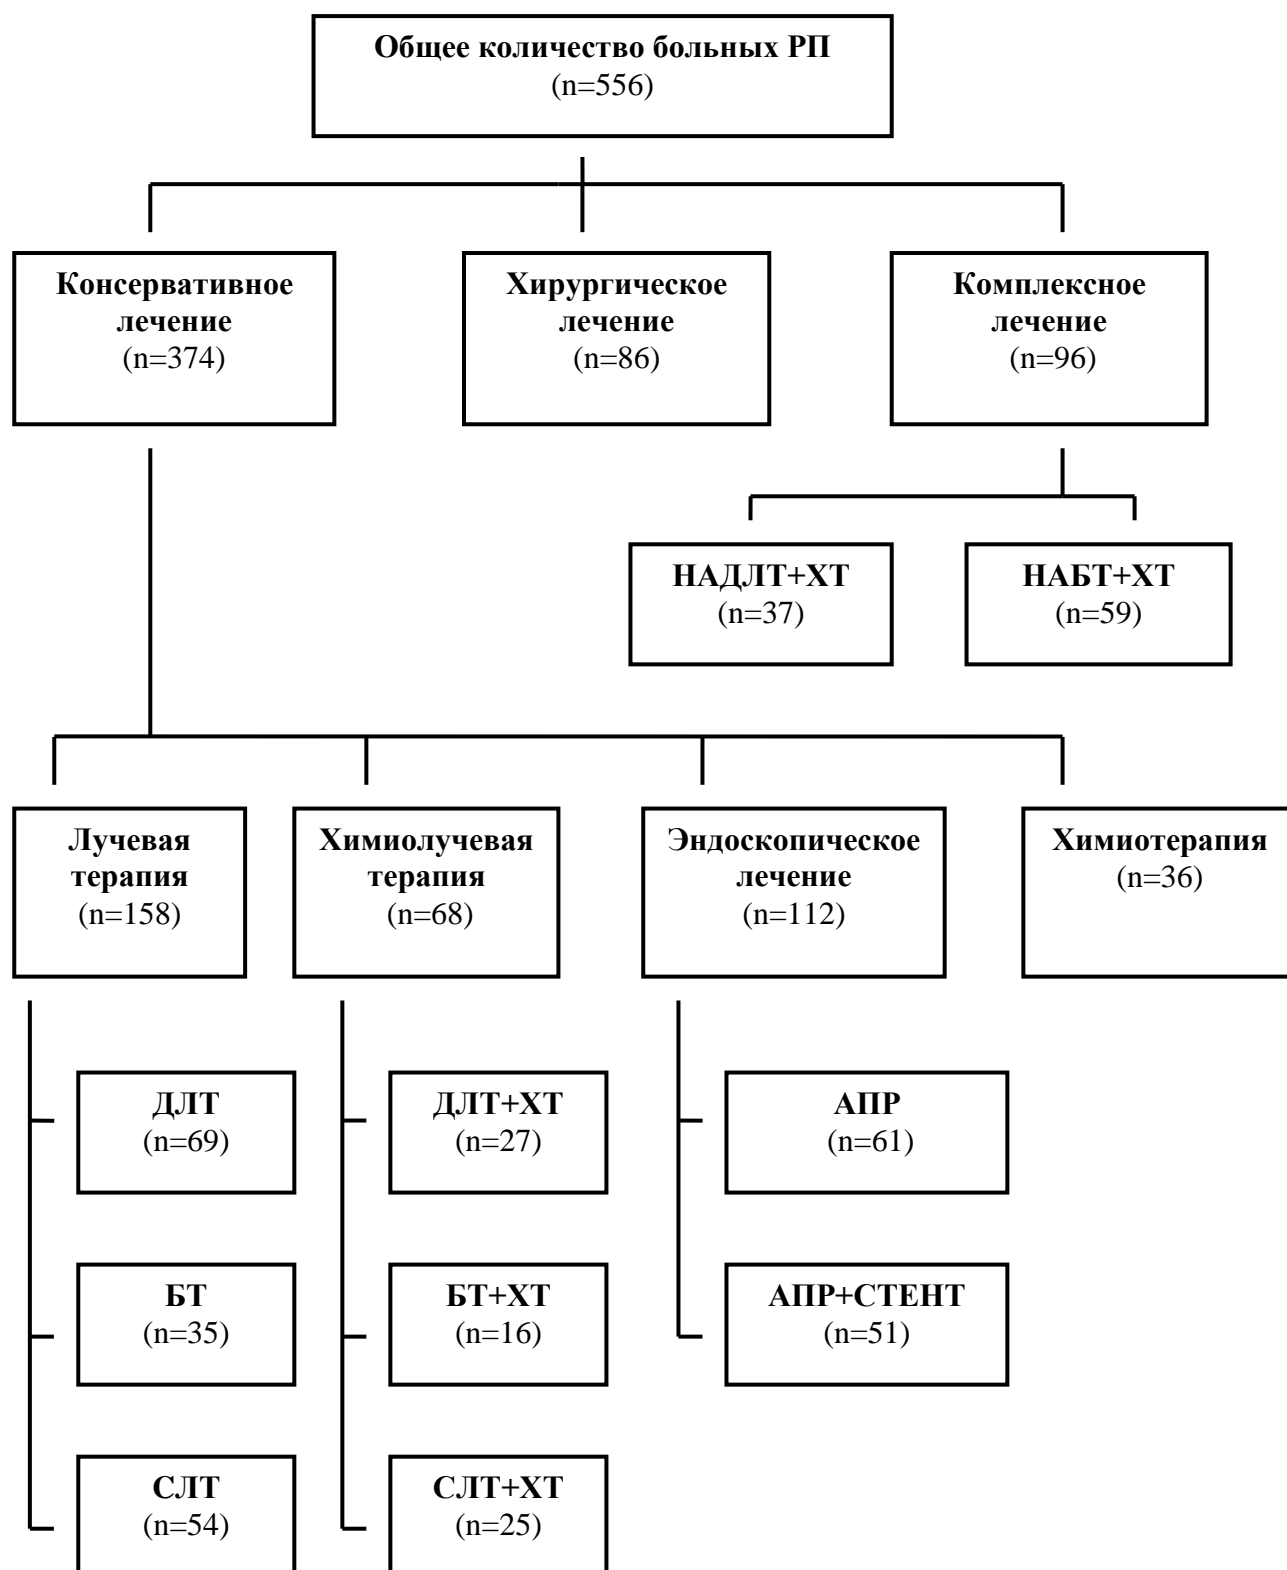 Общее количество больных РП
(n=556)
Консервативное
лечение
(n=374)
Хирургическое
лечение
(n=86)
Комплексное
лечение
(n=96)
НАДЛТ+ХТ
(n=37)
НАБТ+ХТ
(n=59)
Лучевая
терапия
(n=158)
Химиолучевая
терапия
(n=68)
Эндоскопическое
лечение
(n=112)
Химиотерапия
(n=36)
ДЛТ
(n=69)
ДЛТ+ХТ
(n=27)
АПР
(n=61)
БТ
(n=35)
БТ+ХТ
(n=16)
АПР+СТЕНТ
(n=51)
СЛТ
(n=54)
СЛТ+ХТ
(n=25)